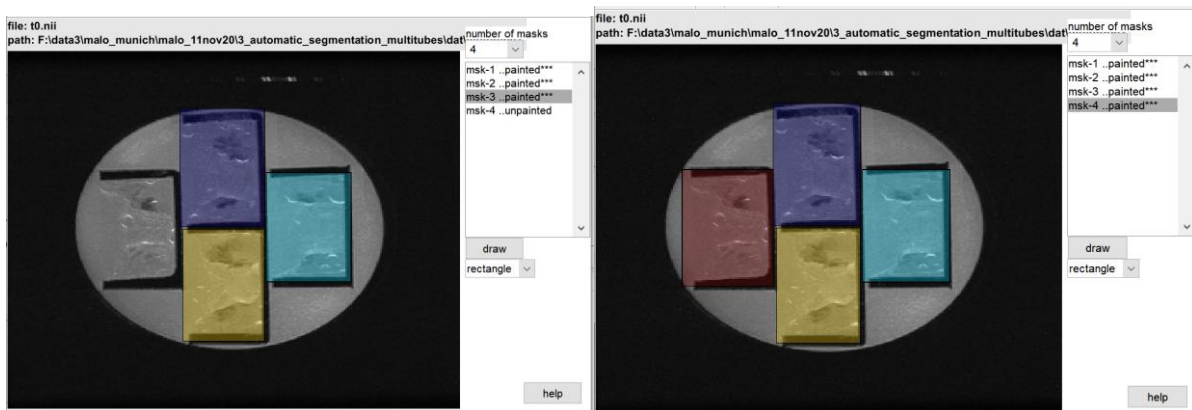 file: t0.nii
path: F:\data3\malo_munich\malo_11nov20\3_automatic_segmentation_multitubes\dat\
number of masks
4
msk-1 ..painted***
msk-2 ..painted***
msk-3 ..painted***
msk-4 ..unpainted
draw
rectangle
help
file: t0.nii
path: F:\data3\malo_munich\malo_11nov20\3_automatic_segmentation_multitubes\dat\
number of masks
4
msk-1 ..painted***
msk-2 ..painted***
msk-3 ..painted***
msk-4 ..painted***
draw
rectangle
help